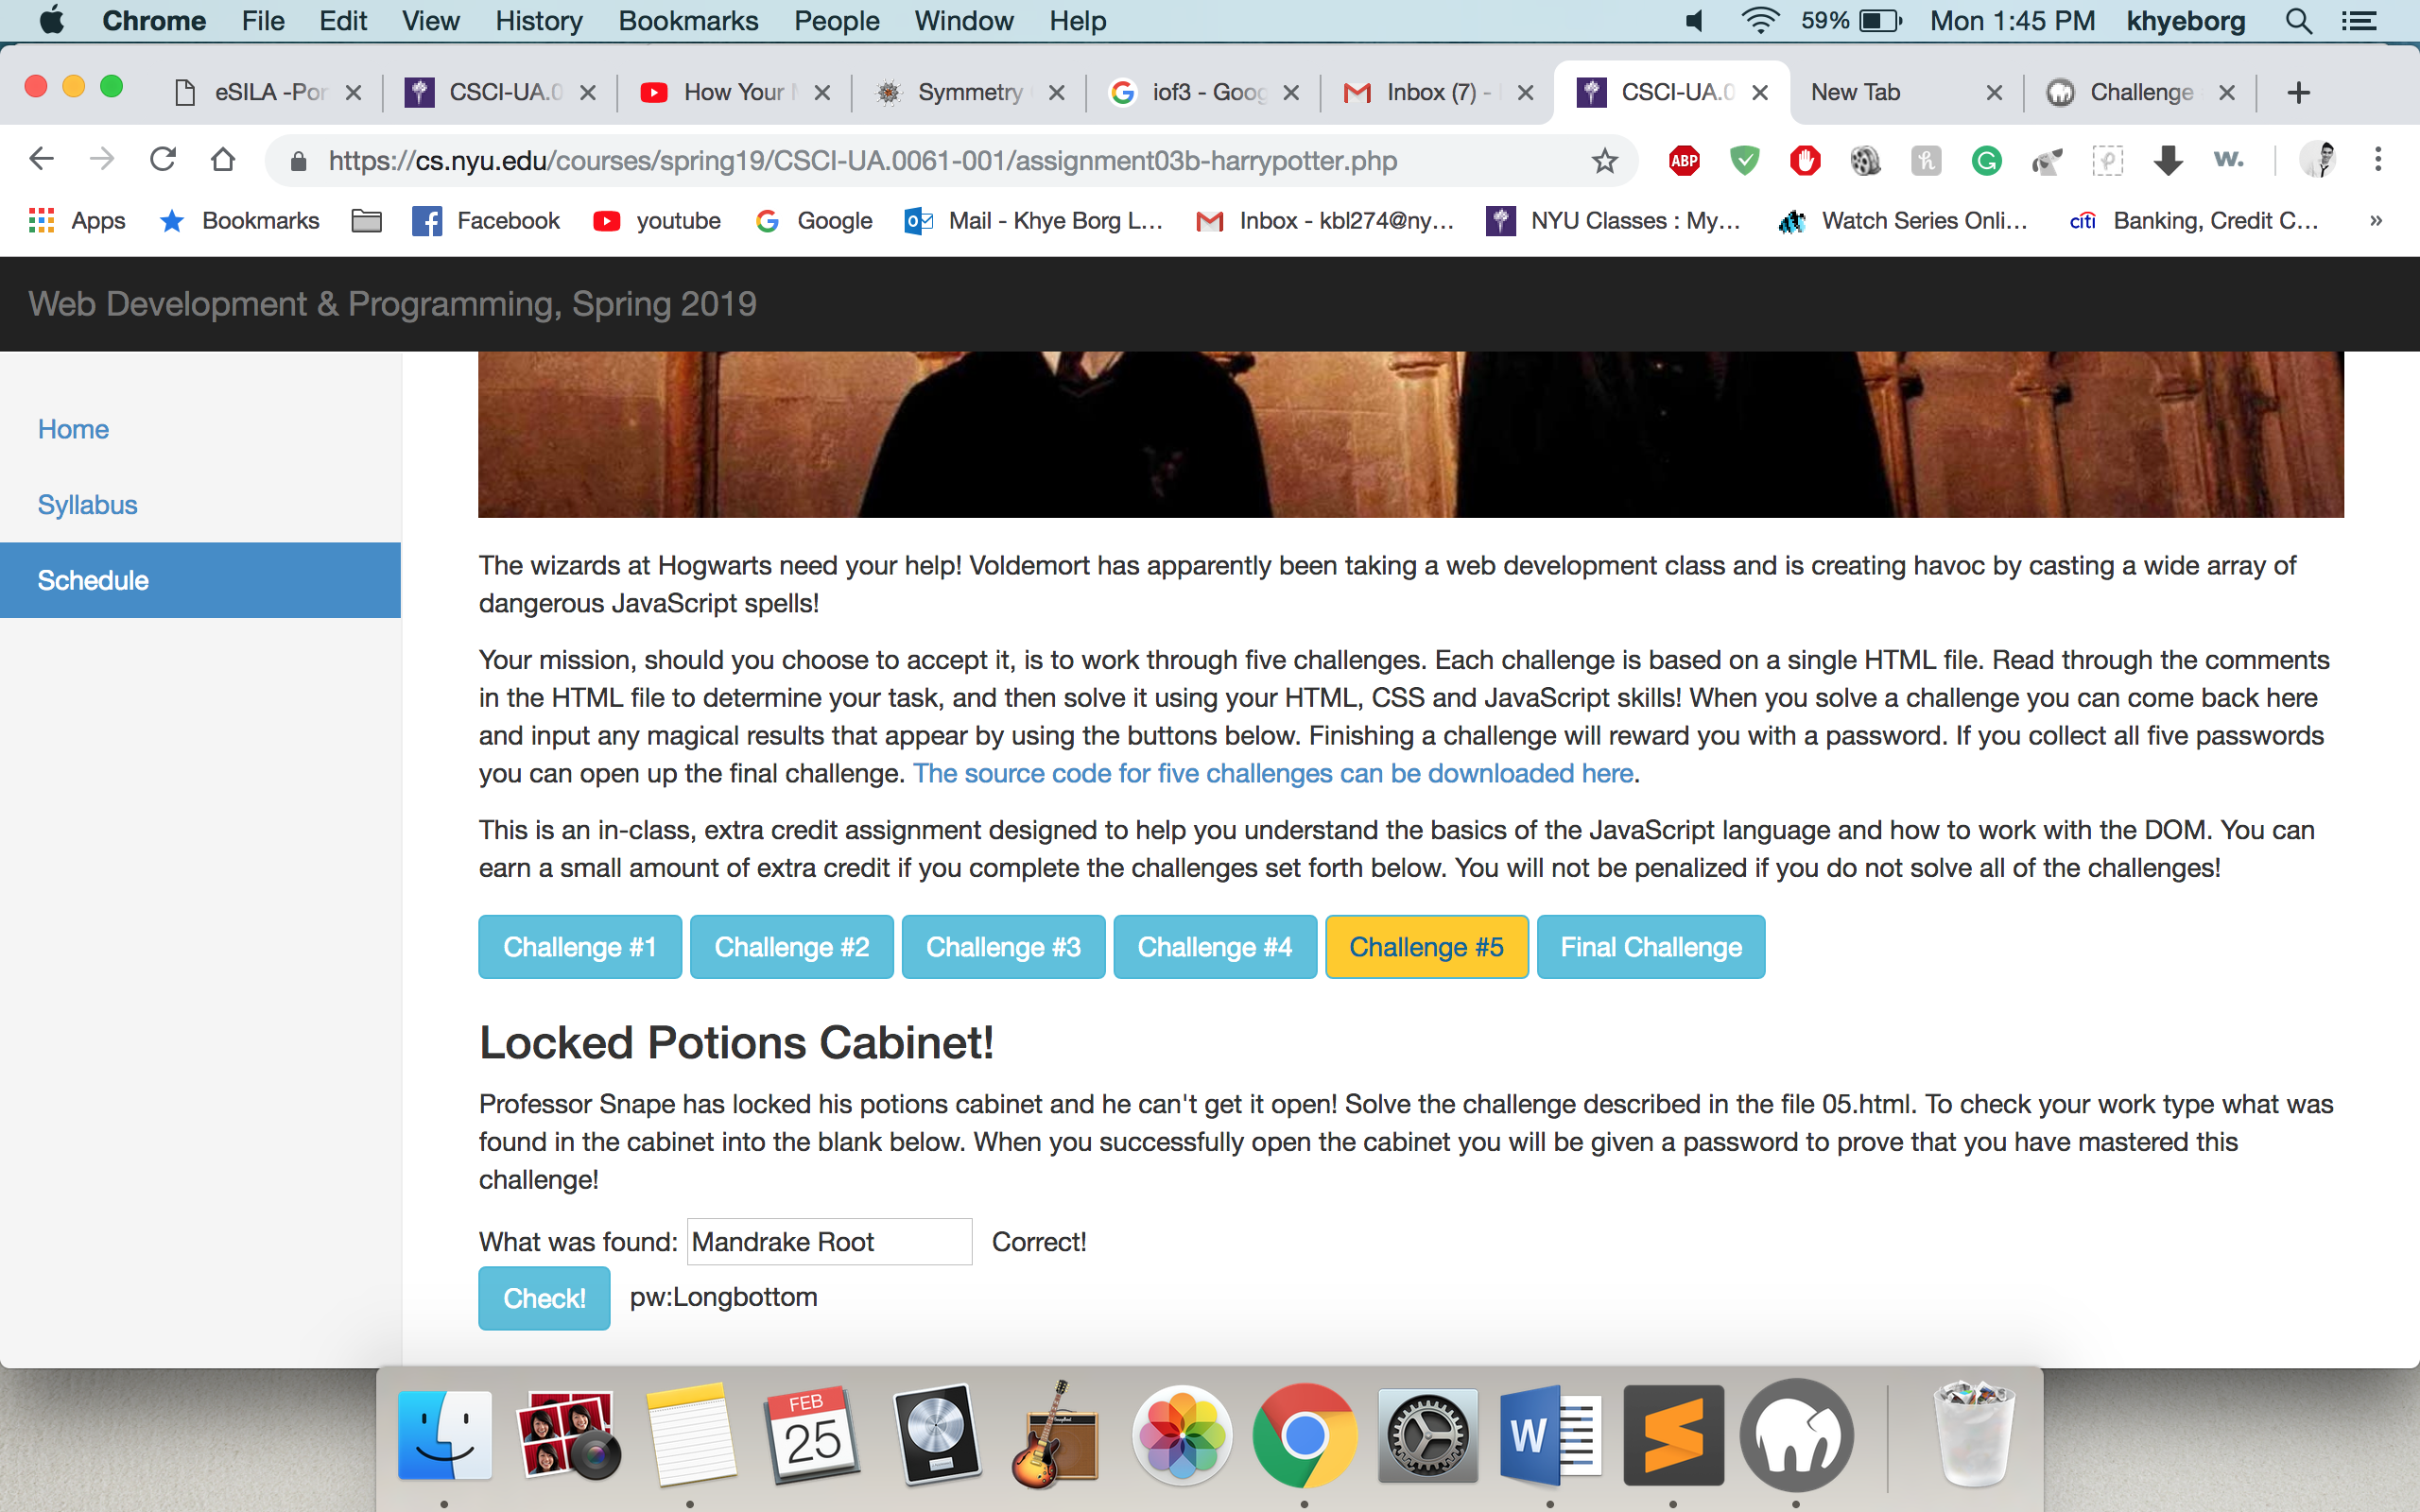 Chrome File Edit View History Bookmarks People Window Help 59% Mon 1:45 PM khyeborg
eSILA -Por CSCI-UA.0 How Your Symmetry iof3 - Goog Inbox (7) - CSCI-UA.0 New Tab Challenge
https://cs.nyu.edu/courses/spring19/CSCI-UA.0061-001/assignment03b-harrypotter.php ABP
Apps Bookmarks Facebook youtube Google Mail - Khye Borg L... Inbox - kbl274@ny... NYU Classes : My... Watch Series Onli... citi Banking, Credit C... »
Web Development & Programming, Spring 2019
Home
Syllabus
Schedule
The wizards at Hogwarts need your help! Voldemort has apparently been taking a web development class and is creating havoc by casting a wide array of
dangerous JavaScript spells!
Your mission, should you choose to accept it, is to work through five challenges. Each challenge is based on a single HTML file. Read through the comments
in the HTML file to determine your task, and then solve it using your HTML, CSS and JavaScript skills! When you solve a challenge you can come back here
and input any magical results that appear by using the buttons below. Finishing a challenge will reward you with a password. If you collect all five passwords
you can open up the final challenge. The source code for five challenges can be downloaded here.
This is an in-class, extra credit assignment designed to help you understand the basics of the JavaScript language and how to work with the DOM. You can
earn a small amount of extra credit if you complete the challenges set forth below. You will not be penalized if you do not solve all of the challenges!
Challenge #1 Challenge #2 Challenge #3 Challenge #4 Challenge #5 Final Challenge
Locked Potions Cabinet!
Professor Snape has locked his potions cabinet and he can't get it open! Solve the challenge described in the file 05.html. To check your work type what was
found in the cabinet into the blank below. When you successfully open the cabinet you will be given a password to prove that you have mastered this
challenge!
What was found: Mandrake Root Correct!
Check! pw:Longbottom
FEB
25
W